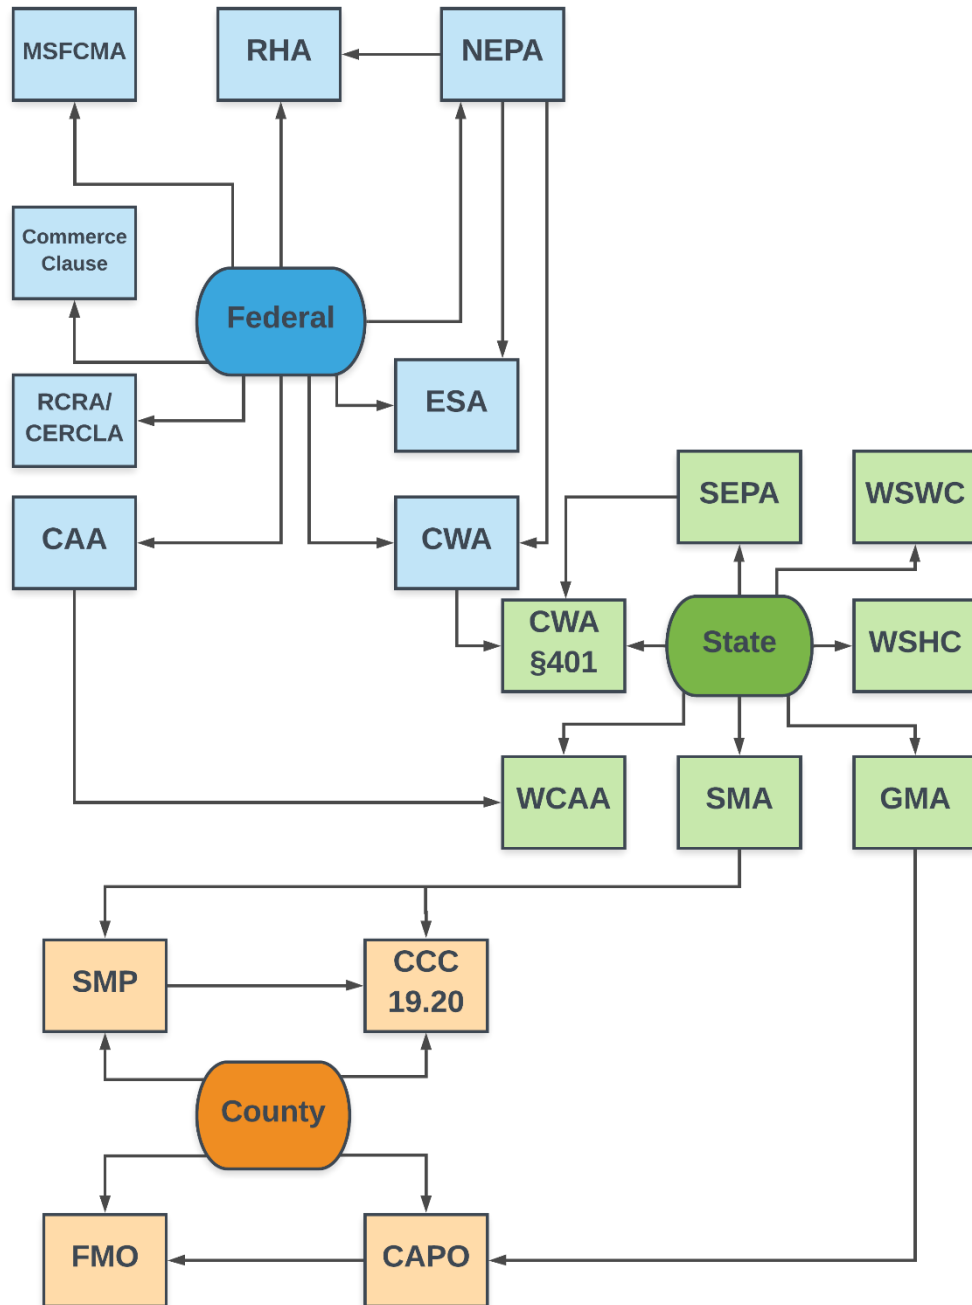 MSFCMA
RHA
NEPA
Commerce
Clause
Federal
RCRA/
CERCLA
ESA
SEPA
WSWC
CAA
CWA
CWA
§401
State
WSHC
WCAA
SMA
GMA
SMP
CCC
19.20
County
FMO
CAPO